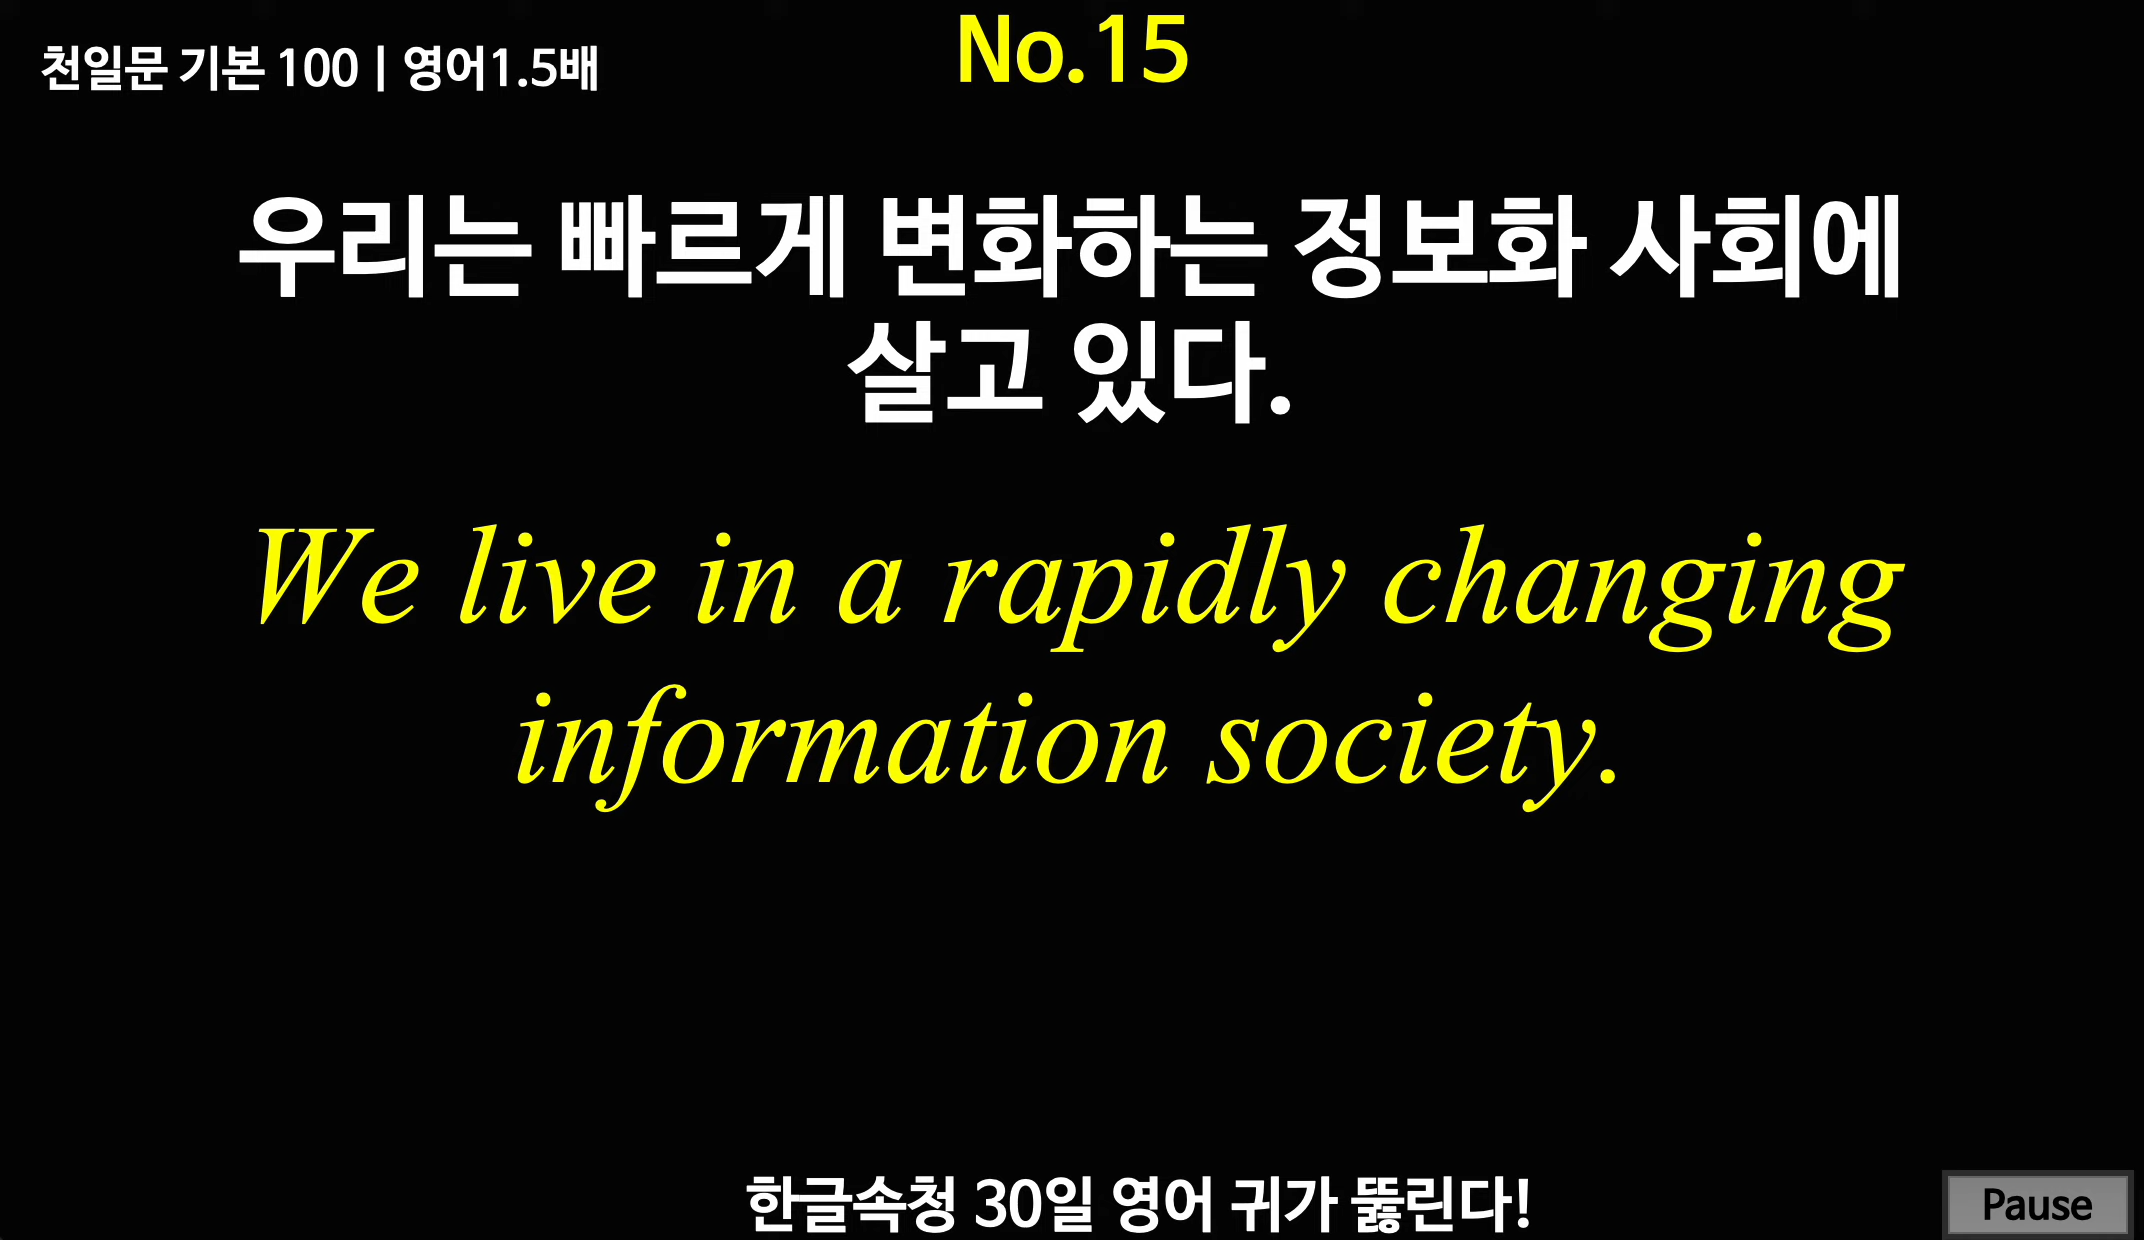 천일문 기본 100 | 영어1.5배
No.15
우리는 빠르게 변화하는 정보화 사회에
살고 있다.
We live in a rapidly changing
information society.
한글속청 30일 영어 귀가 뚫린다!
Pause